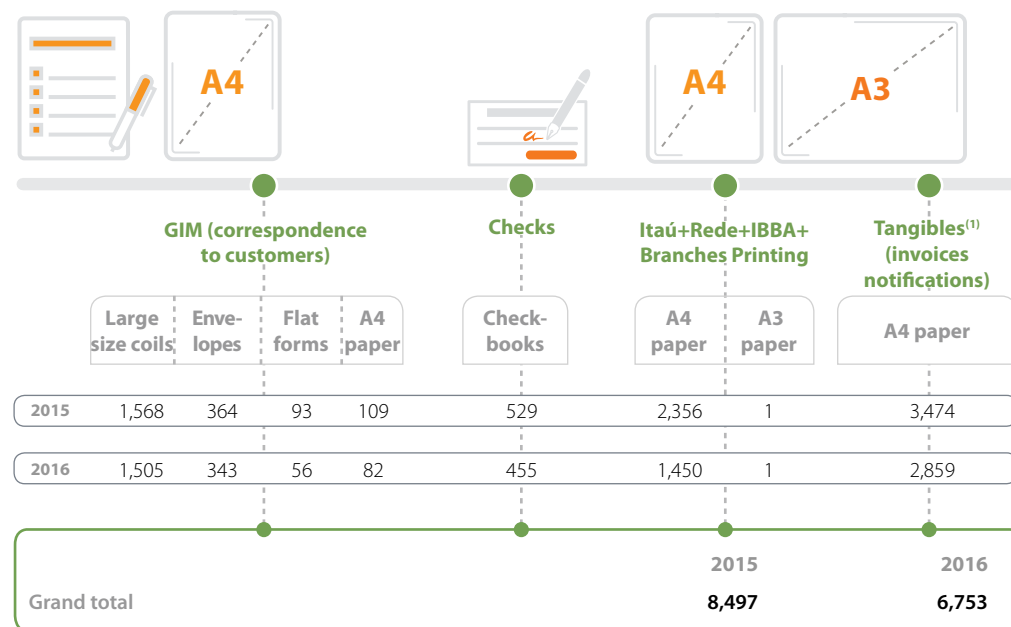 A4
A4
A3
GIM (correspondence
to customers)
Checks
Itaú+Rede+IBBA+
Branches Printing
Tangibles(1)
(invoices
notifications)
Large
size coils
Enve-
lopes
Flat
forms
A4
paper
Check-
books
A4
paper
A3
paper
A4 paper
2015 1,568 364 93 109 529 2,356 1 3,474
2016 1,505 343 56 82 455 1,450 1 2,859
2015 2016
Grand total 8,497 6,753